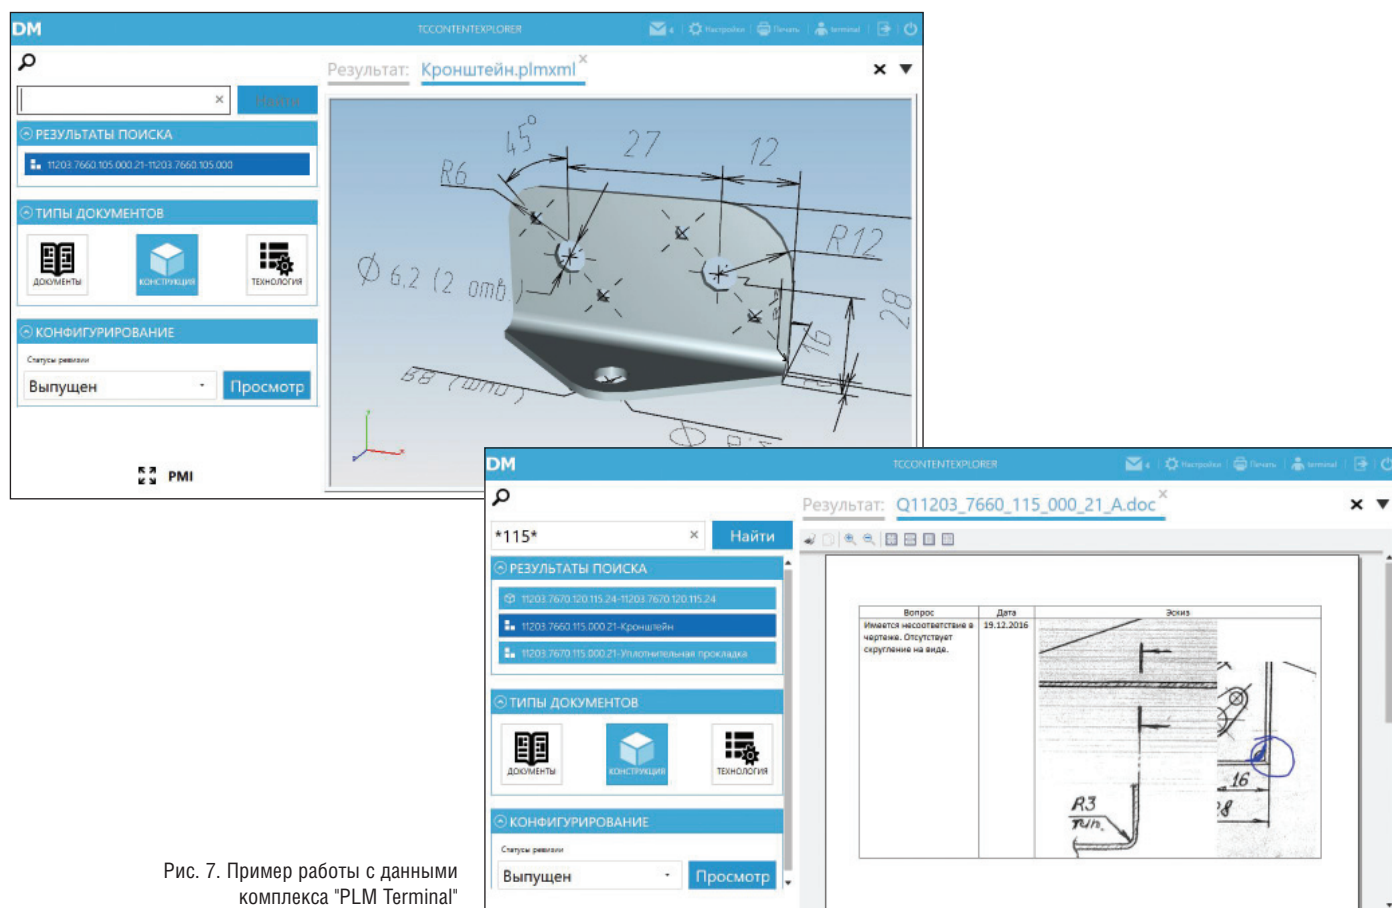 DM
TCCONTENTEXPLORER
4 Настройки Печать terminal
Результат: Кронштейн.plmxml
Найти
РЕЗУЛЬТАТЫ ПОИСКА
11203.7660.105.000.21-11203.7660.105.000
ТИПЫ ДОКУМЕНТОВ
ДОКУМЕНТЫ КОНСТРУКЦИЯ ТЕХНОЛОГИЯ
КОНФИГУРИРОВАНИЕ
Статусы ревизии
Выпущен Просмотр
PMI
45°
27
12
R6
R12
Ø 6,2 (2 отв.)
28
16
DM
TCCONTENTEXPLORER
4 Настройки Печать terminal
Результат: Q11203_7660_115_000_21_A.doc
*115* Найти
РЕЗУЛЬТАТЫ ПОИСКА
11203.7670.120.115.24-11203.7670.120.115.24
11203.7660.115.000.21-Кронштейн
11203.7670.115.000.21-Уплотнительная прокладка
ТИПЫ ДОКУМЕНТОВ
ДОКУМЕНТЫ КОНСТРУКЦИЯ ТЕХНОЛОГИЯ
КОНФИГУРИРОВАНИЕ
Статусы ревизии
Выпущен Просмотр
Вопрос Дата Эскиз
Имеется несоответствие в 19.12.2016
чертеже. Отсутствует
скругление на виде.
16
28
R3
тип.
Рис. 7. Пример работы с данными
комплекса "PLM Terminal"